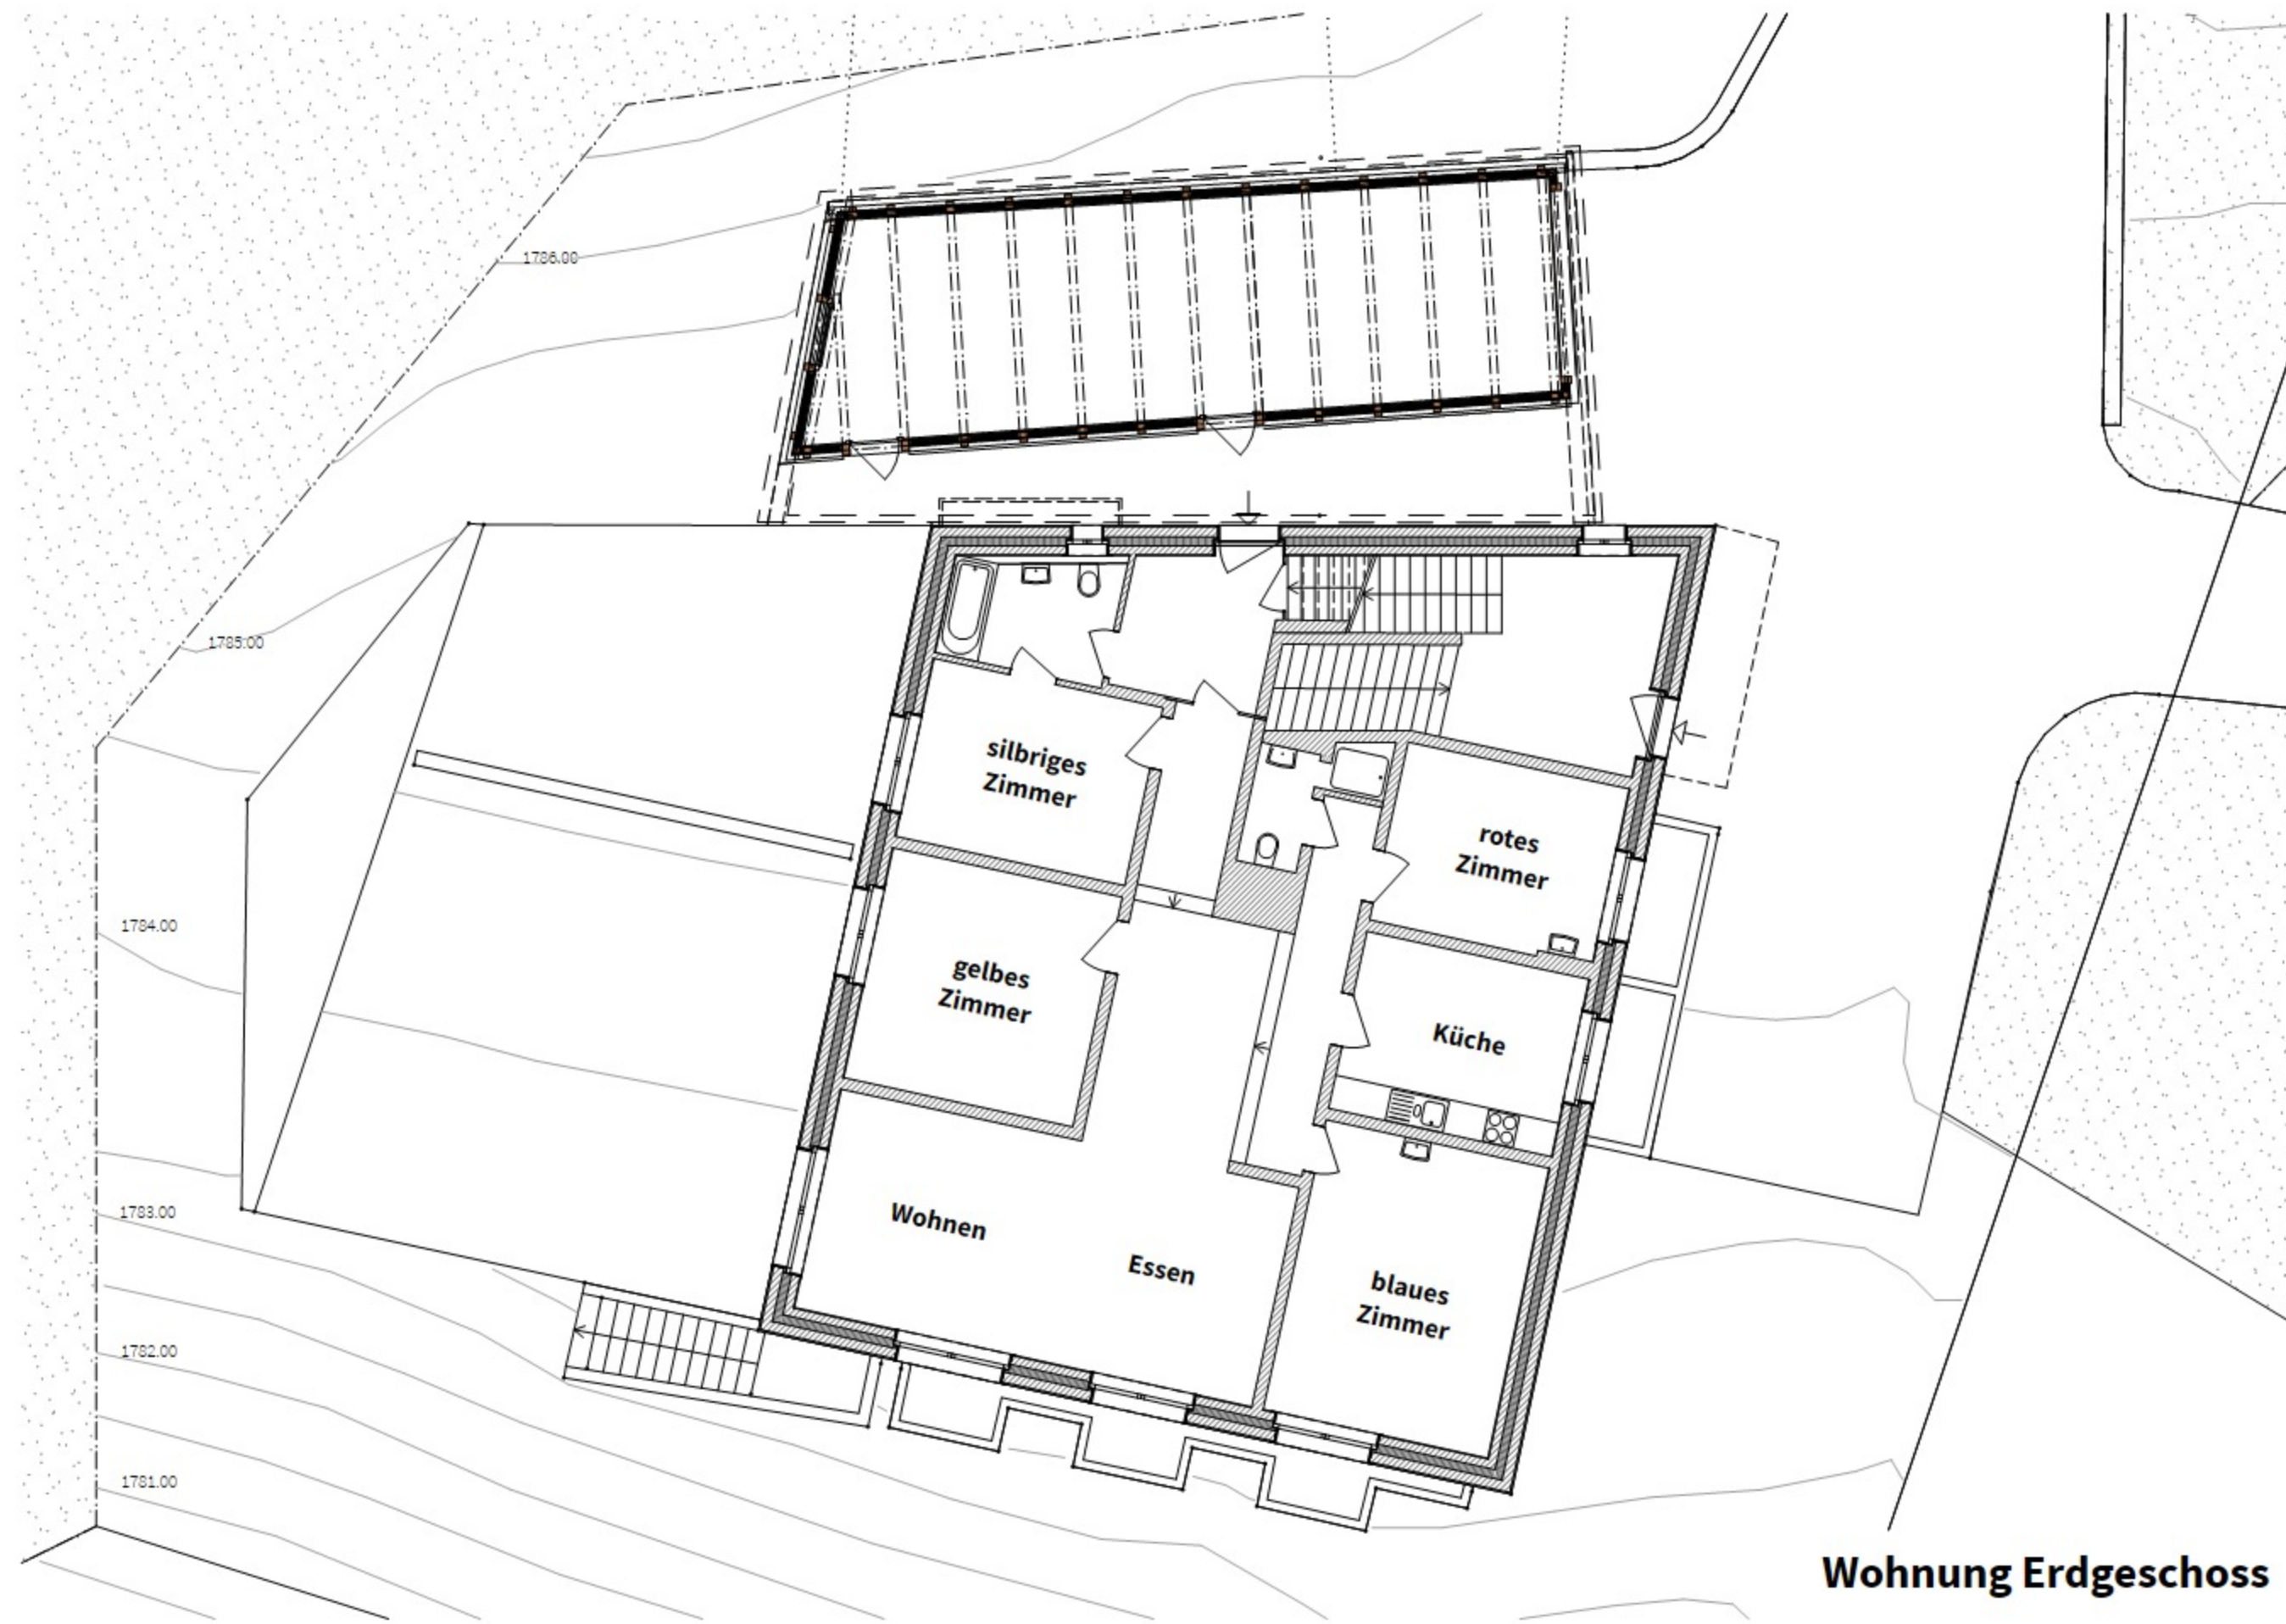 1786.00
1785.00
silbriges
Zimmer
rotes
Zimmer
1784.00
gelbes
Zimmer
Küche
1783.00
Wohnen
Essen
blaues
Zimmer
1782.00
1781.00
Wohnung Erdgeschoss